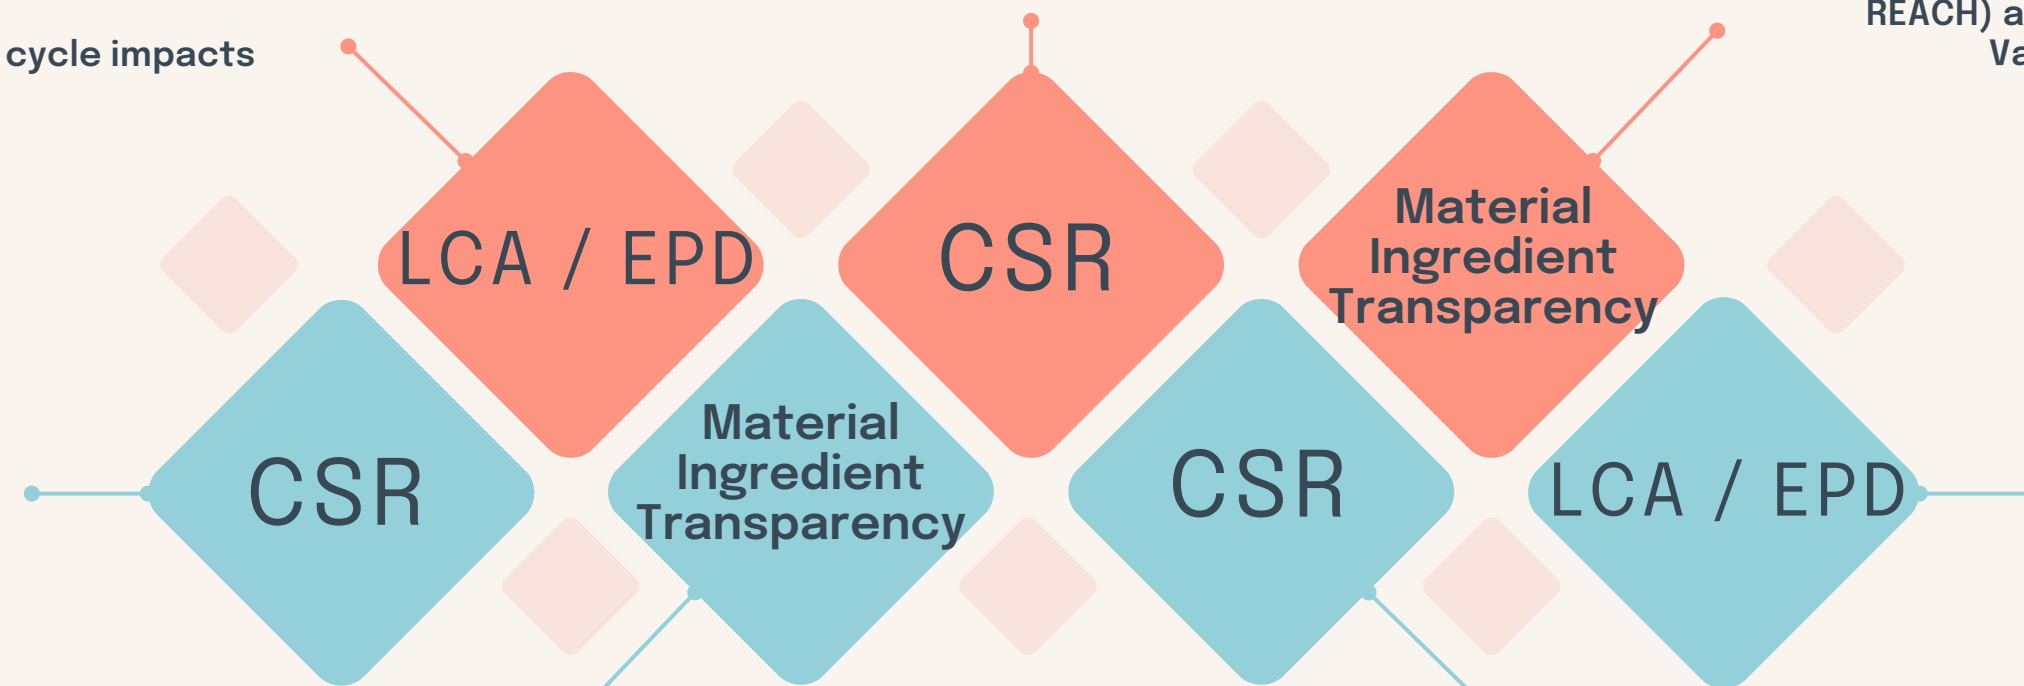 cycle impacts
REACH) a
Va
LCA / EPD
CSR
Material
Ingredient
Transparency
CSR
Material
Ingredient
Transparency
CSR
LCA / EPD